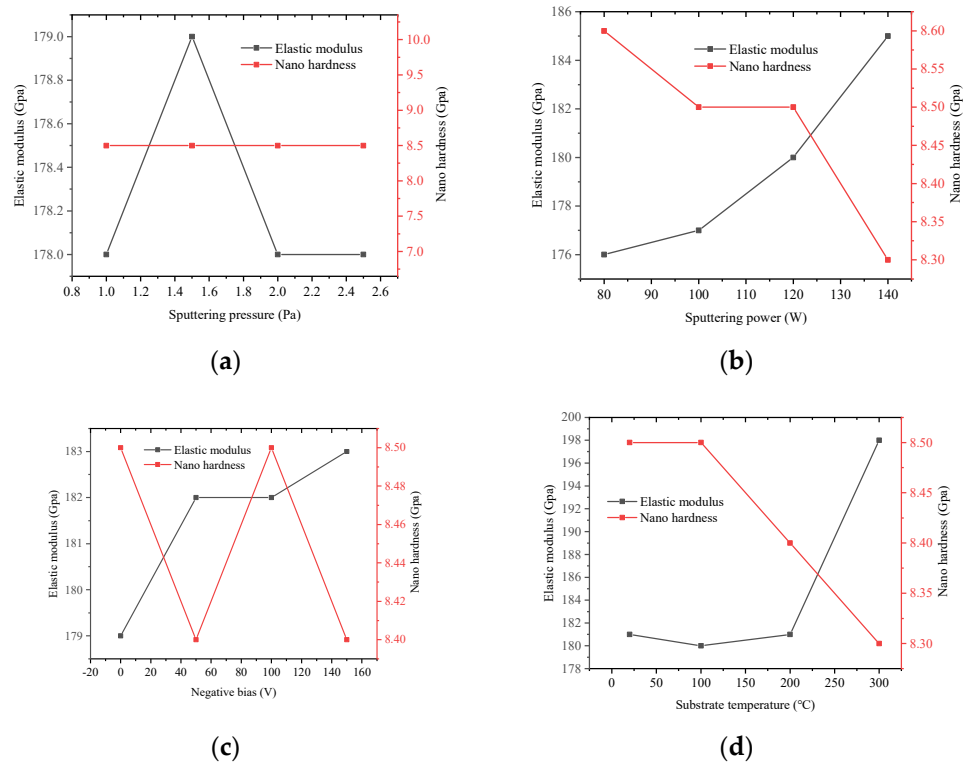 179.0
178.8
178.6
178.4
178.2
178.0
Elastic modulus (Gpa)
Elastic modulus
Nano hardness
10.0
9.5
9.0
8.5
8.0
7.5
7.0
Nano hardness (Gpa)
0.8 1.0 1.2 1.4 1.6 1.8 2.0 2.2 2.4 2.6
Sputtering pressure (Pa)
(a)
186
184
182
180
178
176
Elastic modulus (Gpa)
Elastic modulus
Nano hardness
8.60
8.55
8.50
8.45
8.40
8.35
8.30
Nano hardness (Gpa)
80 90 100 110 120 130 140
Sputtering power (W)
(b)
183
182
181
180
179
Elastic modulus (Gpa)
Elastic modulus
Nano hardness
8.50
8.48
8.46
8.44
8.42
8.40
Nano hardness (Gpa)
-20 0 20 40 60 80 100 120 140 160
Negative bias (V)
(c)
200
198
196
194
192
190
188
186
184
182
180
178
Elastic modulus (Gpa)
Elastic modulus
Nano hardness
8.50
8.45
8.40
8.35
8.30
Nano hardness (Gpa)
0 50 100 150 200 250 300
Substrate temperature (℃)
(d)